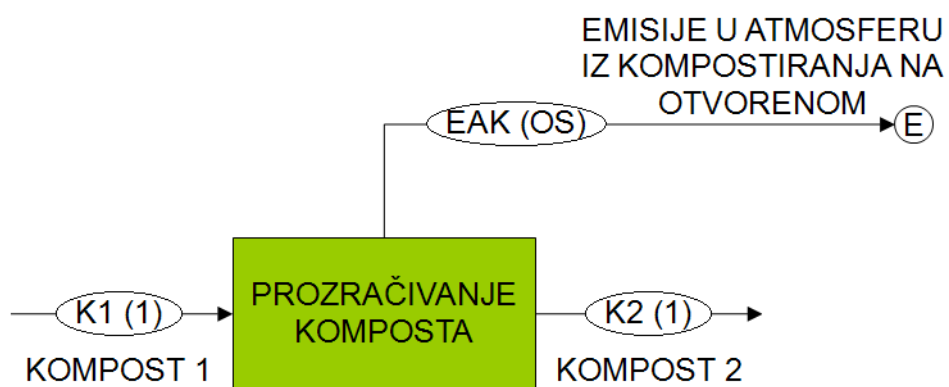 EMISIJE U ATMOSFERU
IZ KOMPOSTIRANJA NA
OTVORENOM
EAK (OS)
E
PROZRAČIVANJE
KOMPOSTA
K1 (1)
K2 (1)
KOMPOST 1
KOMPOST 2